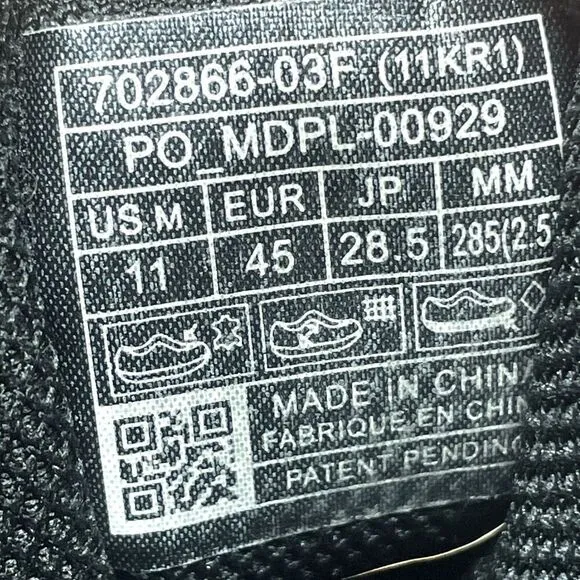 702866-03F (11KR1)
PO_MDPL-00929
US M EUR JP MM
11 45 28.5 285(2.5
MADE IN CHINA
FABRIQUE EN CHIN
PATENT PENDING